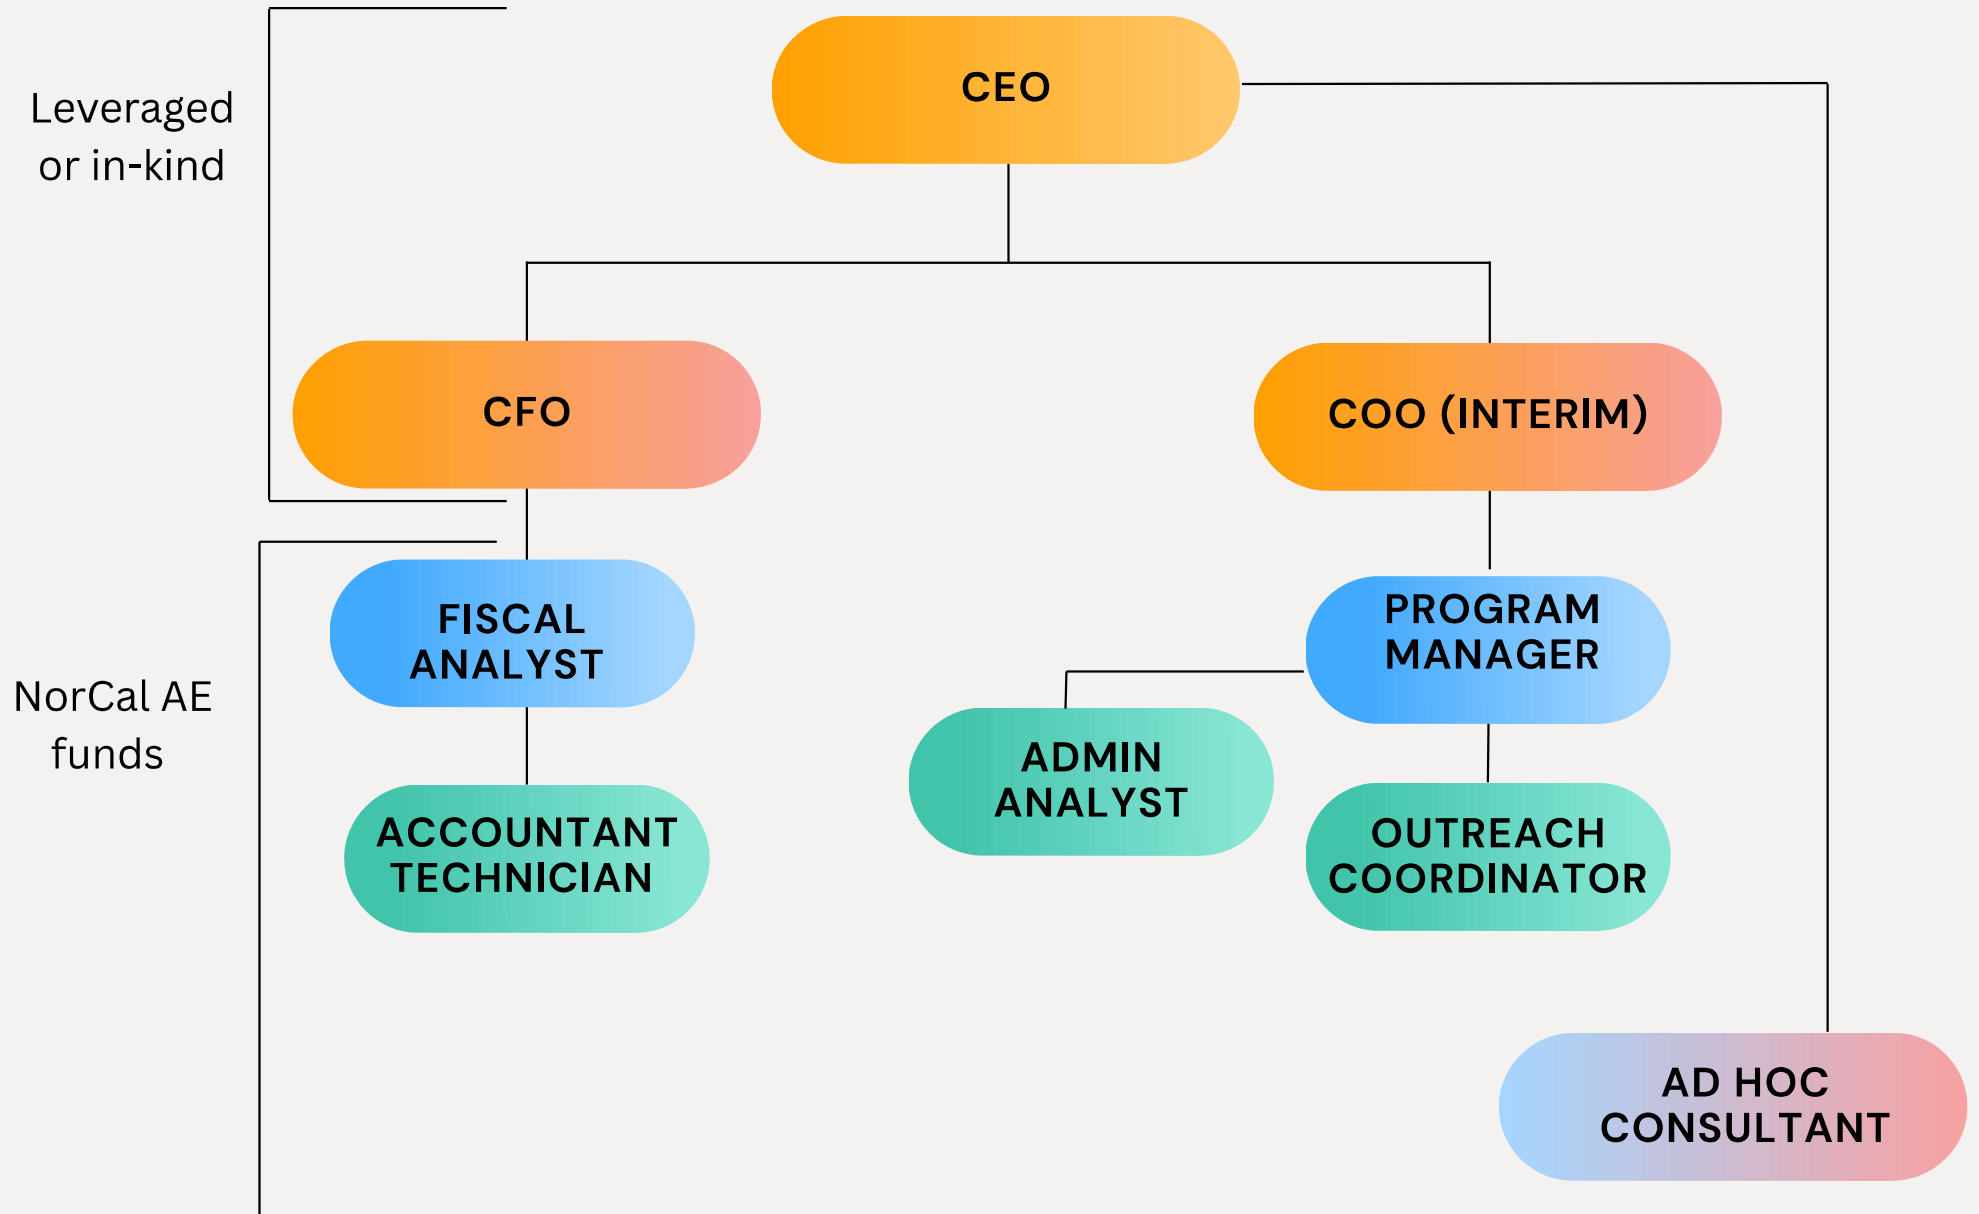 Leveraged
or in-kind
CEO
CFO
COO (INTERIM)
NorCal AE
funds
FISCAL
ANALYST
PROGRAM
MANAGER
ADMIN
ANALYST
ACCOUNTANT
TECHNICIAN
OUTREACH
COORDINATOR
AD HOC
CONSULTANT